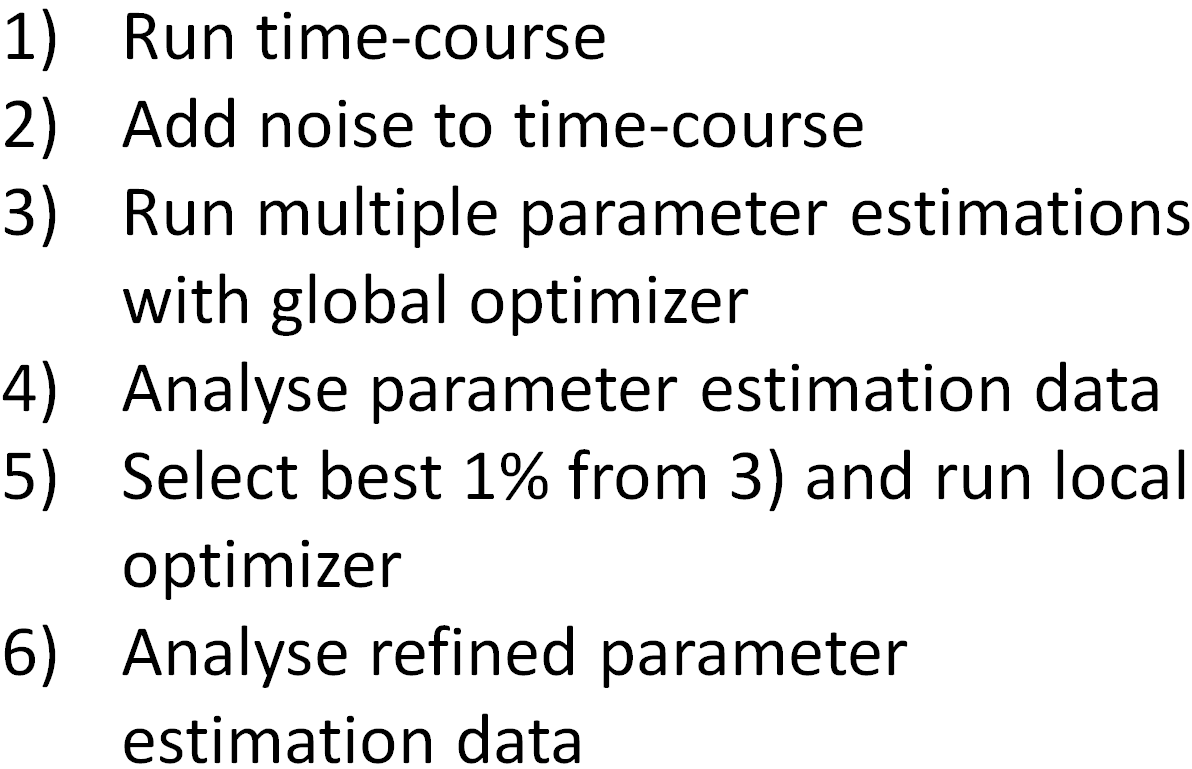 1) Run time-course
2) Add noise to time-course
3) Run multiple parameter estimations
with global optimizer
4) Analyse parameter estimation data
5) Select best 1% from 3) and run local
optimizer
6) Analyse refined parameter
estimation data